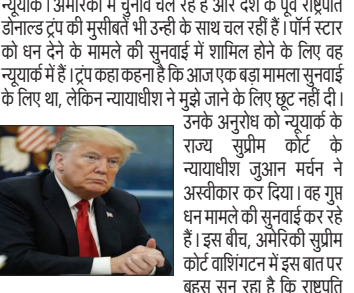 न्यूयार्क। अमेरिका में चुनाव चल रहे हैं और देश के पूर्व राष्ट्रपति
डोनाल्ड ट्रंप की मुसीबतें भी उन्ही के साथ चल रहीं हैं। पॉर्न स्टार
को धन देने के मामले की सुनवाई में शामिल होने के लिए वह
न्यूयार्क में हैं। ट्रंप कहा कहना है कि आज एक बड़ा मामला सुनवाई
के लिए था, लेकिन न्यायाधीश ने मुझे जाने के लिए छूट नहीं दी।
उनके अनुरोध को न्यूयार्क के
राज्य सुप्रीम कोर्ट के
न्यायाधीश जुआन मर्चन ने
अस्वीकार कर दिया। वह गुप्त
धन मामले की सुनवाई कर रहे
हैं। इस बीच, अमेरिकी सुप्रीम
कोर्ट वाशिंगटन में इस बात पर
बहस सुन रहा है कि राष्ट्रपति